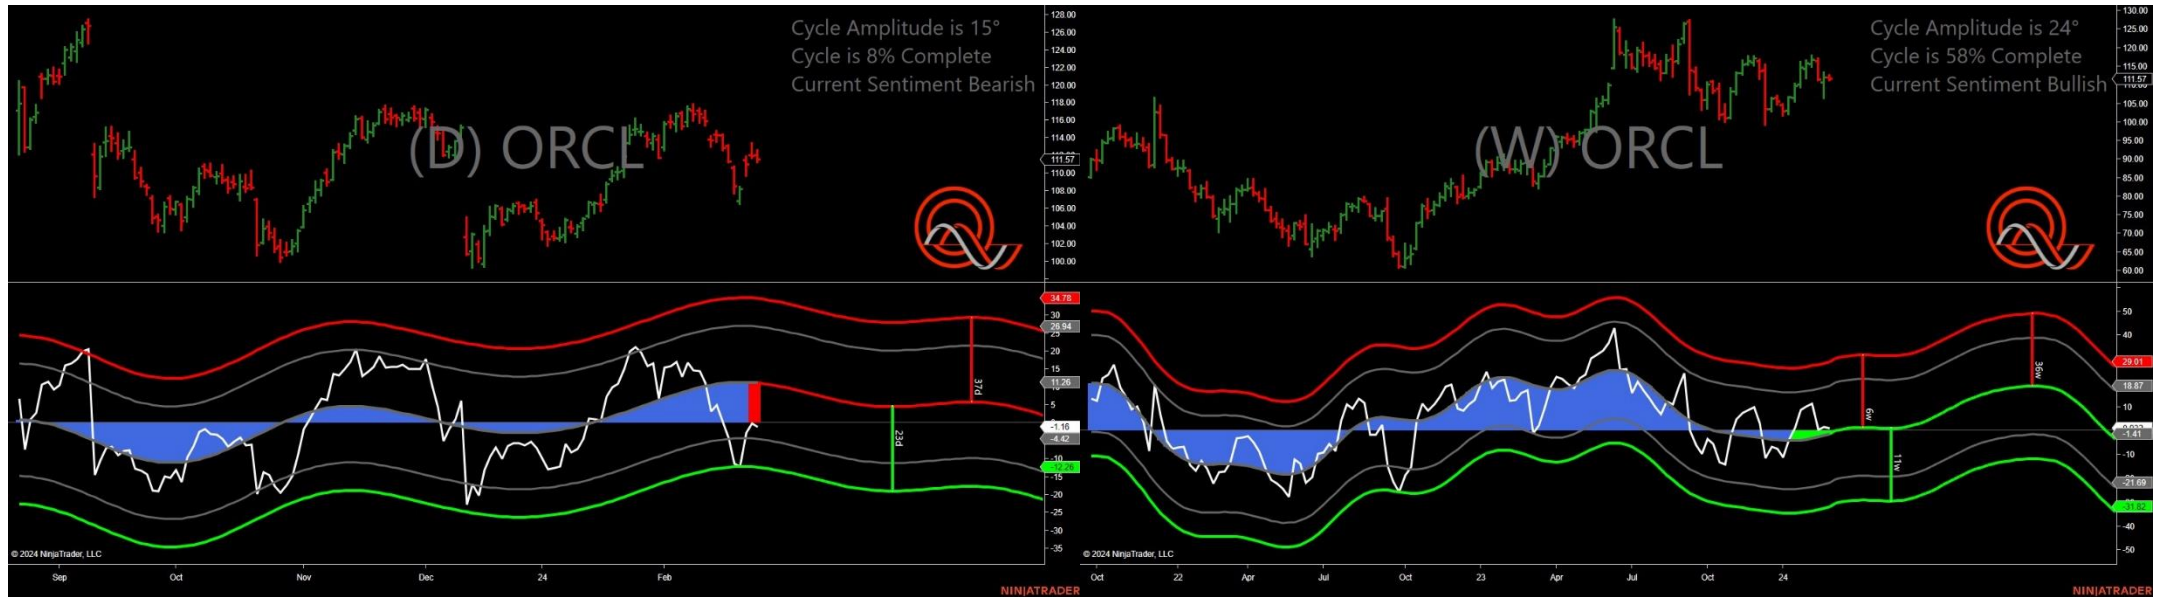 Cycle Amplitude is 15°
Cycle is 8% Complete
Current Sentiment Bearish
(D) ORCL
128.00
126.00
124.00
122.00
120.00
118.00
116.00
114.00
111.57
110.00
108.00
106.00
104.00
102.00
100.00
34.78
30
26.94
20
15
11.26
5
-1.16
-4.42
-12.26
-15
-20
-25
-30
-35
37d
23d
© 2024 NinjaTrader, LLC
Sep
Oct
Nov
Dec
24
Feb
NINJATRADER
Cycle Amplitude is 24°
Cycle is 58% Complete
Current Sentiment Bullish
(W) ORCL
130.00
125.00
120.00
115.00
111.57
105.00
100.00
95.00
90.00
85.00
80.00
75.00
70.00
65.00
60.00
50
40
29.01
18.87
10
-1.41
-10
-21.69
-31.82
-40
-50
36w
6w
11w
© 2024 NinjaTrader, LLC
Oct
22
Apr
Jul
Oct
23
Apr
Jul
Oct
24
NINJATRADER